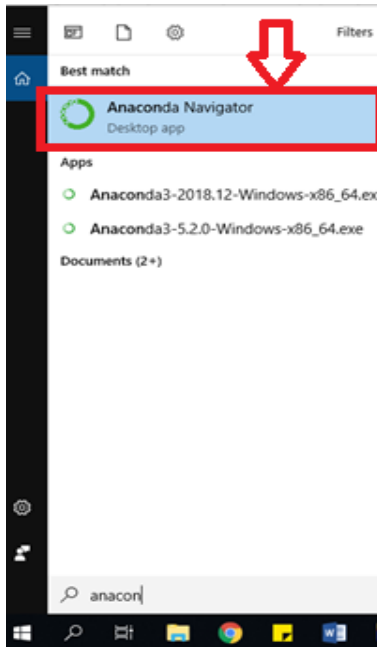 Filters
Best match
Anaconda Navigator
Desktop app
Apps
Anaconda3-2018.12-Windows-x86_64.ex
Anaconda3-5.2.0-Windows-x86_64.exe
Documents (2+)
anacon